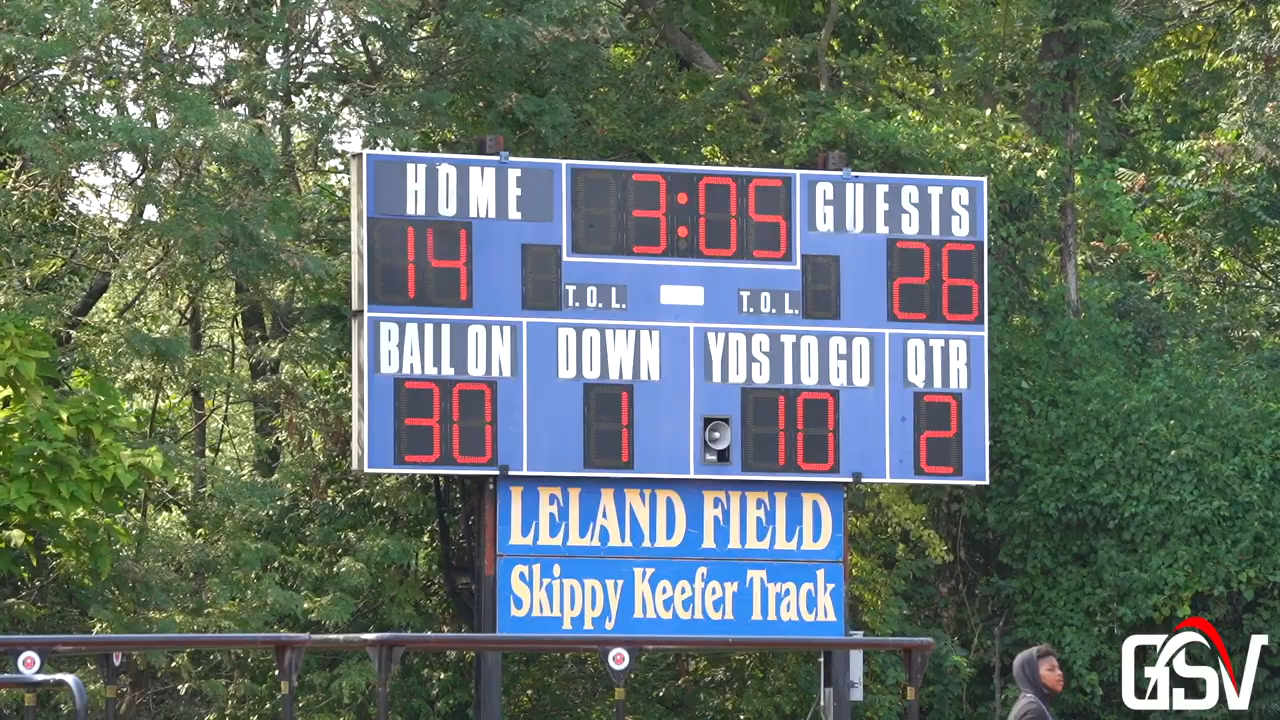 HOME 3:05 GUESTS
14 T.O.L. T.O.L. 26
BALL ON DOWN YDS TO GO QTR
30 1 10 2
LELAND FIELD
Skippy Keefer Track
GSV